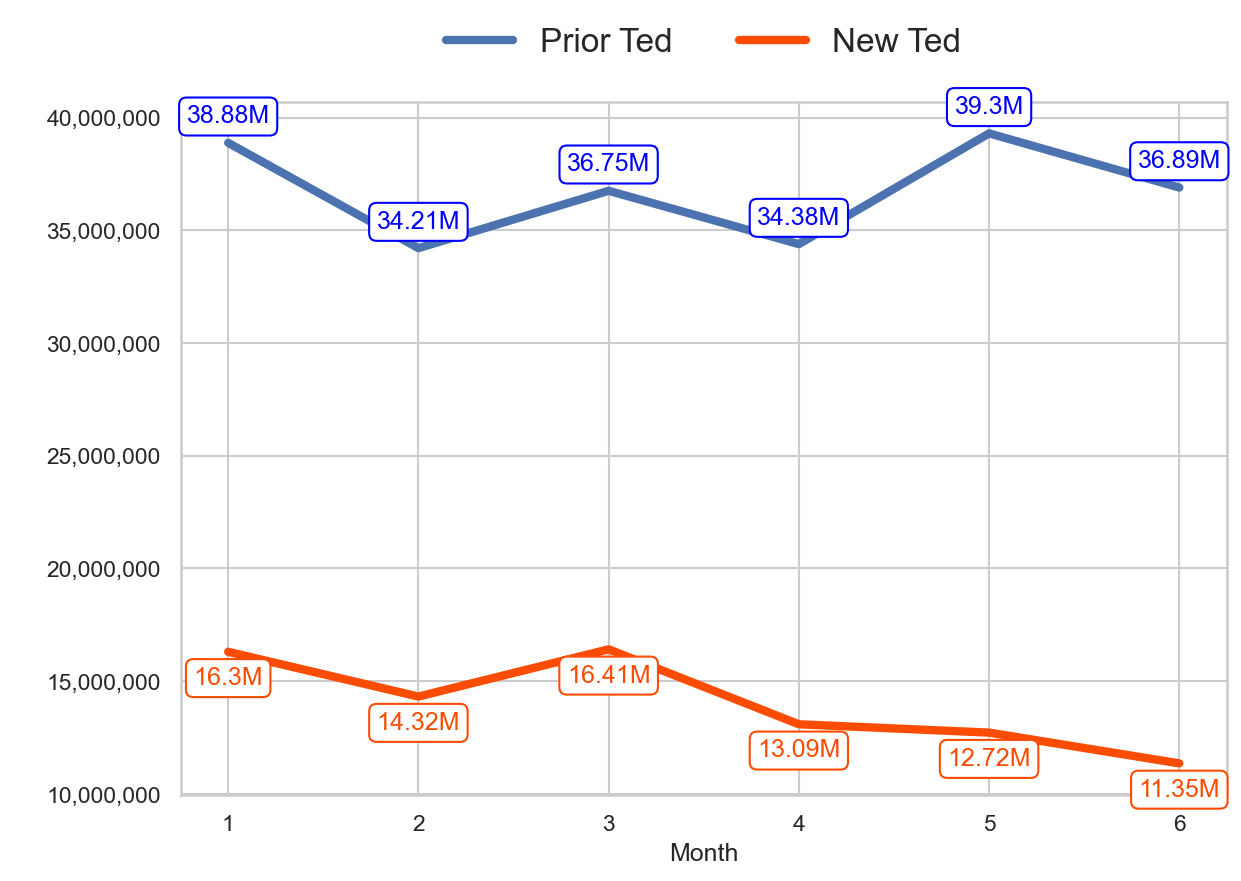 Prior Ted New Ted
40,000,000
35,000,000
30,000,000
25,000,000
20,000,000
15,000,000
10,000,000
38.88M
34.21M
36.75M
34.38M
39.3M
36.89M
16.3M
14.32M
16.41M
13.09M
12.72M
11.35M
1 2 3 4 5 6
Month